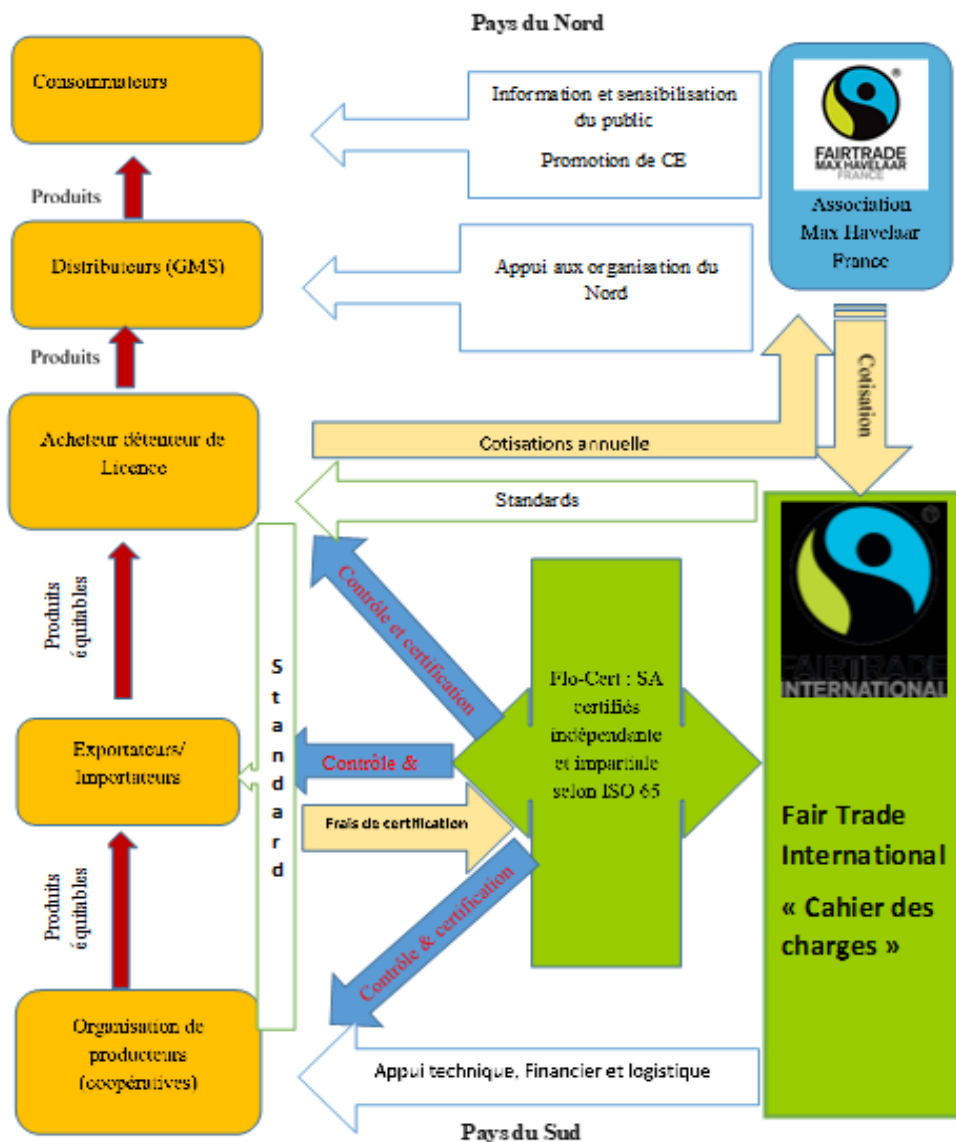 Pays du Nord
Consommateurs
Information et sensibilisation
du public
Promotion de CE
®
FAIRTRADE
MAX HAVELAAR
FRANCE
Association
Max Havelaar
France
Produits
Distributeurs (GMS)
Appui aux organisation du
Nord
Produits
Cotisation
Acheteur détenteur de
Licence
Cotisations annuelle
Standards
Produits
équitables
Contrôle et certification
Standard
Flo-Cert : SA
certifiés
indépendante
et impartiale
selon ISO 65
FAIRTRADE
INTERNATIONAL
Exportateurs/
Importateurs
Contrôle &
Frais de certification
Fair Trade
International
« Cahier des
charges »
Produits
équitables
Contrôle & certification
Organisation de
producteurs
(coopératives)
Appui technique, Financier et logistique
Pays du Sud